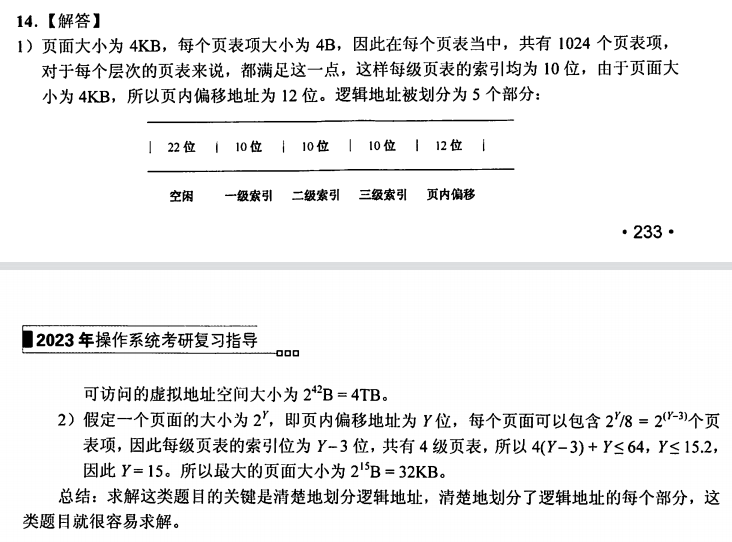 14.【解答】
1）页面大小为 4KB，每个页表项大小为 4B，因此在每个页表当中，共有 1024 个页表项，
对于每个层次的页表来说，都满足这一点，这样每级页表的索引均为 10 位，由于页面大
小为 4KB，所以页内偏移地址为 12 位。逻辑地址被划分为 5 个部分：
| 22 位 | 10 位 | 10 位 | 10 位 | 12 位 |
空闲 一级索引 二级索引 三级索引 页内偏移
· 233 ·
2023 年操作系统考研复习指导
可访问的虚拟地址空间大小为 2⁴²B = 4TB。
2）假定一个页面的大小为 2ʸ，即页内偏移地址为 Y 位，每个页面可以包含 2ʸ/8 = 2⁽ʸ⁻³⁾个页
表项，因此每级页表的索引位为 Y−3 位，共有 4 级页表，所以 4(Y−3) + Y≤64，Y≤15.2，
因此 Y = 15。所以最大的页面大小为 2¹⁵B = 32KB。
总结：求解这类题目的关键是清楚地划分逻辑地址，清楚地划分了逻辑地址的每个部分，这
类题目就很容易求解。